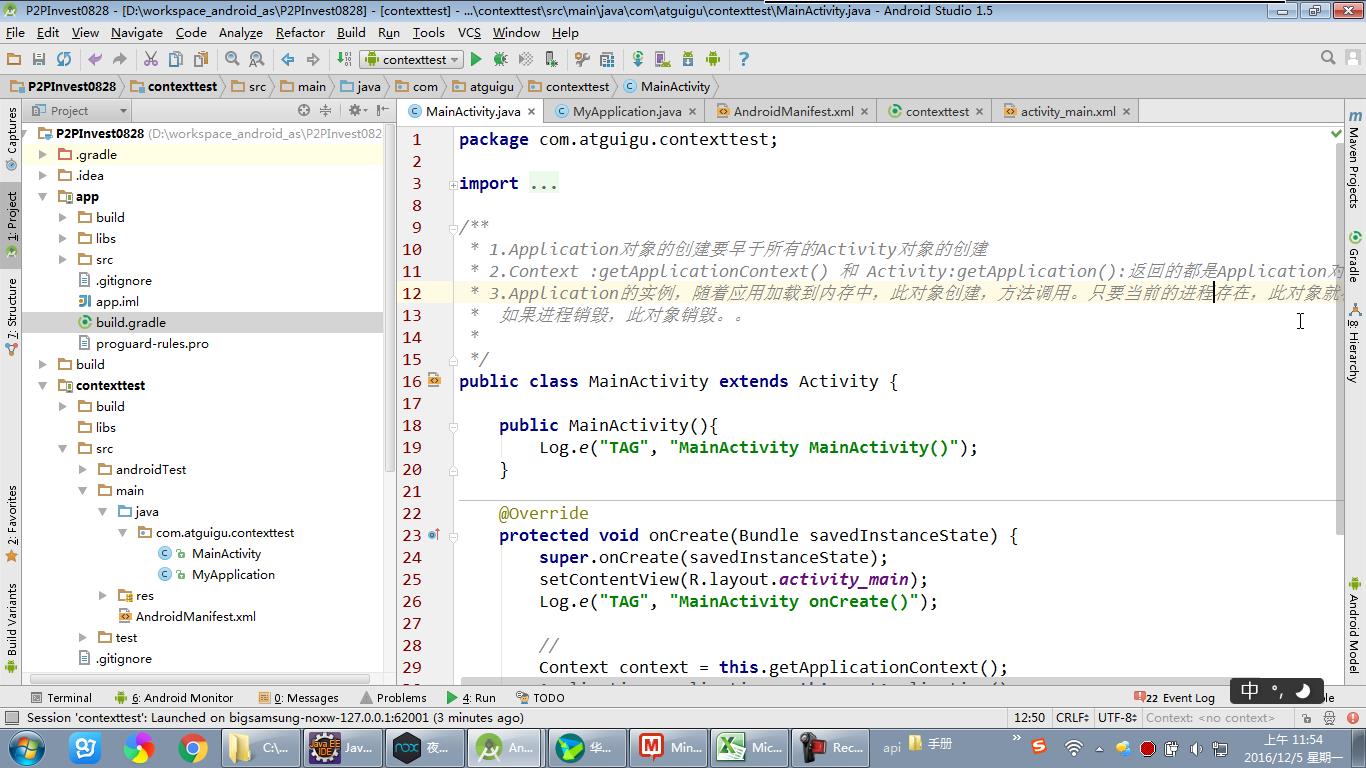 P2PInvest0828 - [D:\workspace_android_as\P2PInvest0828] - [contexttest] - ...\contexttest\src\main\java\com\atguigu\contexttest\MainActivity.java - Android Studio 1.5
File Edit View Navigate Code Analyze Refactor Build Run Tools VCS Window Help
contexttest
P2PInvest0828 contexttest src main java com atguigu contexttest MainActivity
Project
MainActivity.java MyApplication.java AndroidManifest.xml contexttest activity_main.xml
Captures
1: Project
7: Structure
2: Favorites
Build Variants
P2PInvest0828 (D:\workspace_android_as\P2PInvest082
.gradle
.idea
app
build
libs
src
.gitignore
app.iml
build.gradle
proguard-rules.pro
build
contexttest
build
libs
src
androidTest
main
java
com.atguigu.contexttest
MainActivity
MyApplication
res
AndroidManifest.xml
test
.gitignore
1 package com.atguigu.contexttest;
2
3 import ...
8
9 /**
10 * 1.Application对象的创建要早于所有的Activity对象的创建
11 * 2.Context :getApplicationContext() 和 Activity:getApplication():返回的都是Application对
12 * 3.Application的实例，随着应用加载到内存中，此对象创建，方法调用。只要当前的进程存在，此对象就
13 * 如果进程销毁，此对象销毁。。
14 *
15 */
16 public class MainActivity extends Activity {
17
18 public MainActivity(){
19 Log.e("TAG", "MainActivity MainActivity()");
20 }
21
22 @Override
23 protected void onCreate(Bundle savedInstanceState) {
24 super.onCreate(savedInstanceState);
25 setContentView(R.layout.activity_main);
26 Log.e("TAG", "MainActivity onCreate()");
27
28 //
29 Context context = this.getApplicationContext();
Maven Projects
Gradle
8: Hierarchy
Android Model
Terminal 6: Android Monitor 0: Messages Problems 4: Run TODO 22 Event Log
中 °,
Session 'contexttest': Launched on bigsamsung-noxw-127.0.0.1:62001 (3 minutes ago) 12:50 CRLF UTF-8 Context: <no context>
C:\... Jav... 夜... An... 华... Min... Mic... Rec... api 手册 上午 11:54
2016/12/5 星期一